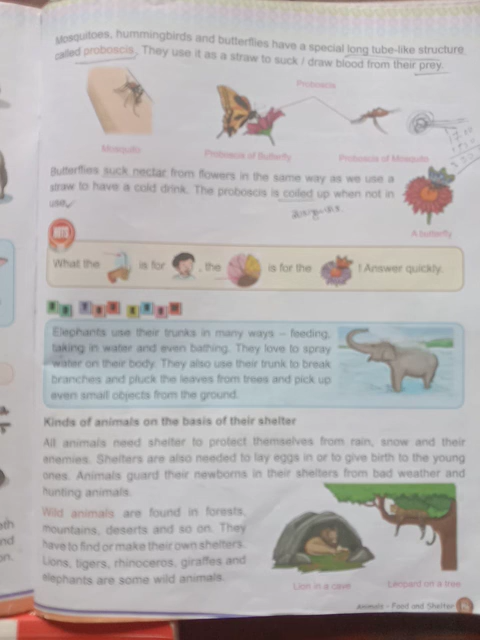 Mosquitoes, hummingbirds and butterflies have a special long tube-like structure
called proboscis. They use it as a straw to suck / draw blood from their prey.
Proboscis
Mosquito
Proboscis of Butterfly
Proboscis of Mosquito
Butterflies suck nectar from flowers in the same way as we use a
straw to have a cold drink. The proboscis is coiled up when not in
use.
A butterfly
What the
is for
, the
is for the
! Answer quickly.
Elephants use their trunks in many ways – feeding,
taking in water and even bathing. They love to spray
water on their body. They also use their trunk to break
branches and pluck the leaves from trees and pick up
even small objects from the ground.
Kinds of animals on the basis of their shelter
All animals need shelter to protect themselves from rain, snow and their
enemies. Shelters are also needed to lay eggs in or to give birth to the young
ones. Animals guard their newborns in their shelters from bad weather and
hunting animals.
Wild animals are found in forests,
mountains, deserts and so on. They
have to find or make their own shelters.
Lions, tigers, rhinoceros, giraffes and
elephants are some wild animals.
Lion in a cave
Leopard on a tree
Animals – Food and Shelter